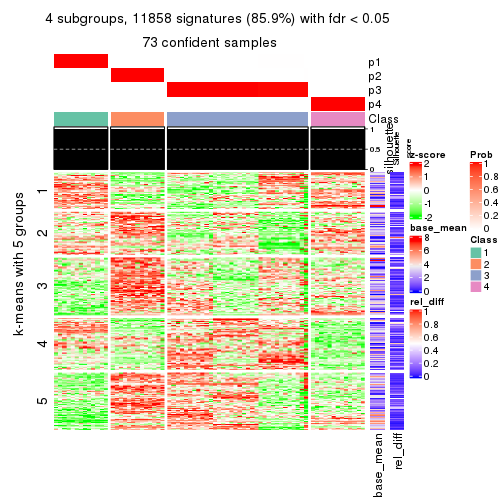 4 subgroups, 11858 signatures (85.9%) with fdr < 0.05
73 confident samples
p1
p2
p3
p4
Class
1
0.5
0
silhouette
Silhouette
score
k-means with 5 groups
1
2
3
4
5
base_mean
rel_diff
z-score
2
1
0
-1
-2
base_mean
8
6
4
2
0
rel_diff
1
0.8
0.6
0.4
0.2
0
Prob
1
0.8
0.6
0.4
0.2
0
Class
1
2
3
4